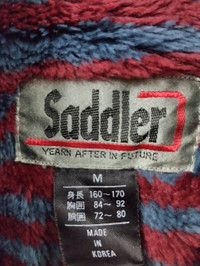 Saddler
YEARN AFTER IN FUTURE
M
身長 160~170
胸囲 84~92
胴囲 72~80
MADE
IN
KOREA